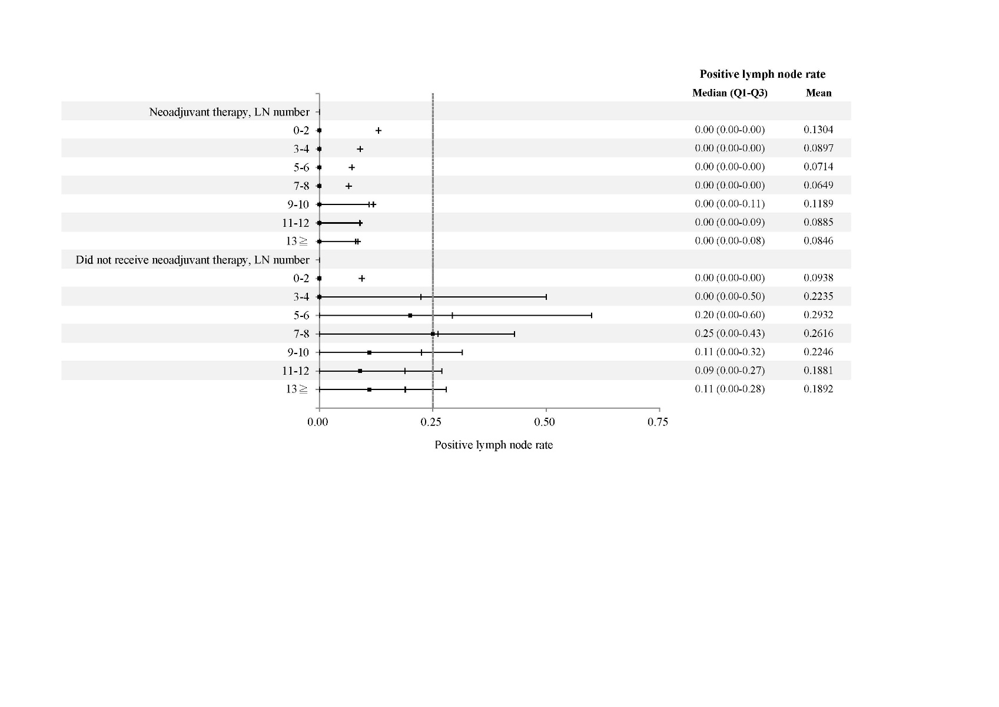 Positive lymph node rate
Median (Q1-Q3) Mean
Neoadjuvant therapy, LN number
0-2 0.00 (0.00-0.00) 0.1304
3-4 0.00 (0.00-0.00) 0.0897
5-6 0.00 (0.00-0.00) 0.0714
7-8 0.00 (0.00-0.00) 0.0649
9-10 0.00 (0.00-0.11) 0.1189
11-12 0.00 (0.00-0.09) 0.0885
13≧ 0.00 (0.00-0.08) 0.0846
Did not receive neoadjuvant therapy, LN number
0-2 0.00 (0.00-0.00) 0.0938
3-4 0.00 (0.00-0.50) 0.2235
5-6 0.20 (0.00-0.60) 0.2932
7-8 0.25 (0.00-0.43) 0.2616
9-10 0.11 (0.00-0.32) 0.2246
11-12 0.09 (0.00-0.27) 0.1881
13≧ 0.11 (0.00-0.28) 0.1892
0.00 0.25 0.50 0.75
Positive lymph node rate